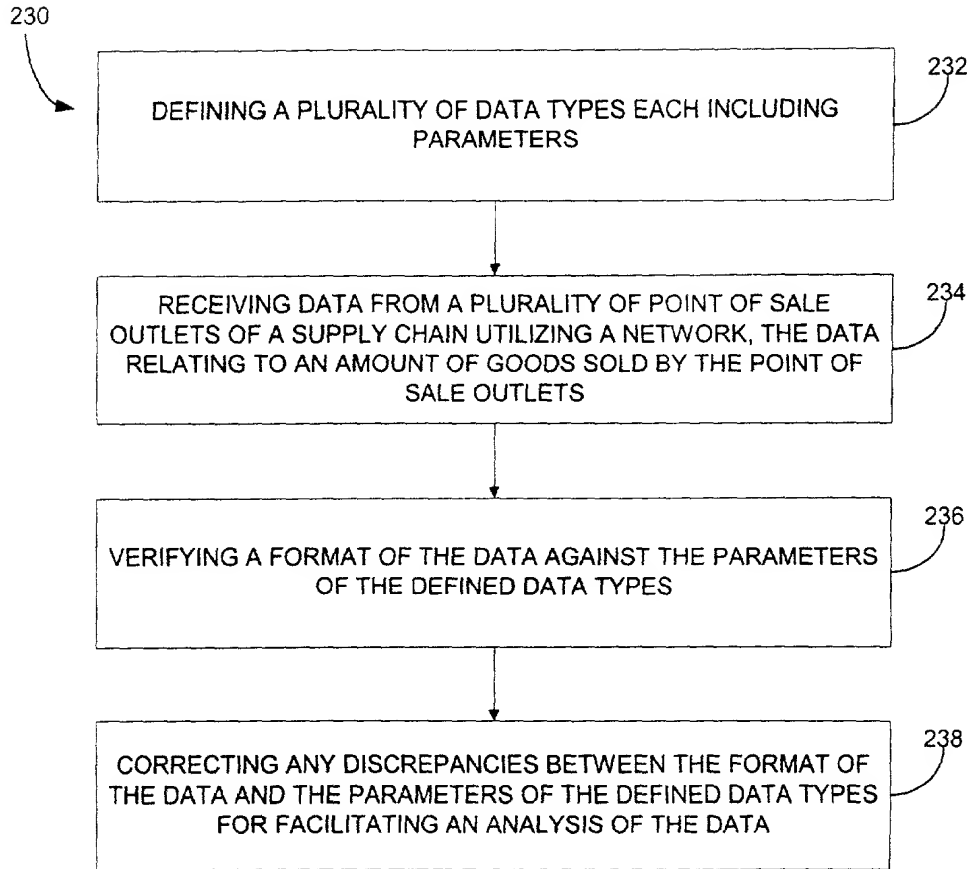 230
232
DEFINING A PLURALITY OF DATA TYPES EACH INCLUDING
PARAMETERS
234
RECEIVING DATA FROM A PLURALITY OF POINT OF SALE
OUTLETS OF A SUPPLY CHAIN UTILIZING A NETWORK, THE DATA
RELATING TO AN AMOUNT OF GOODS SOLD BY THE POINT OF
SALE OUTLETS
236
VERIFYING A FORMAT OF THE DATA AGAINST THE PARAMETERS
OF THE DEFINED DATA TYPES
238
CORRECTING ANY DISCREPANCIES BETWEEN THE FORMAT OF
THE DATA AND THE PARAMETERS OF THE DEFINED DATA TYPES
FOR FACILITATING AN ANALYSIS OF THE DATA